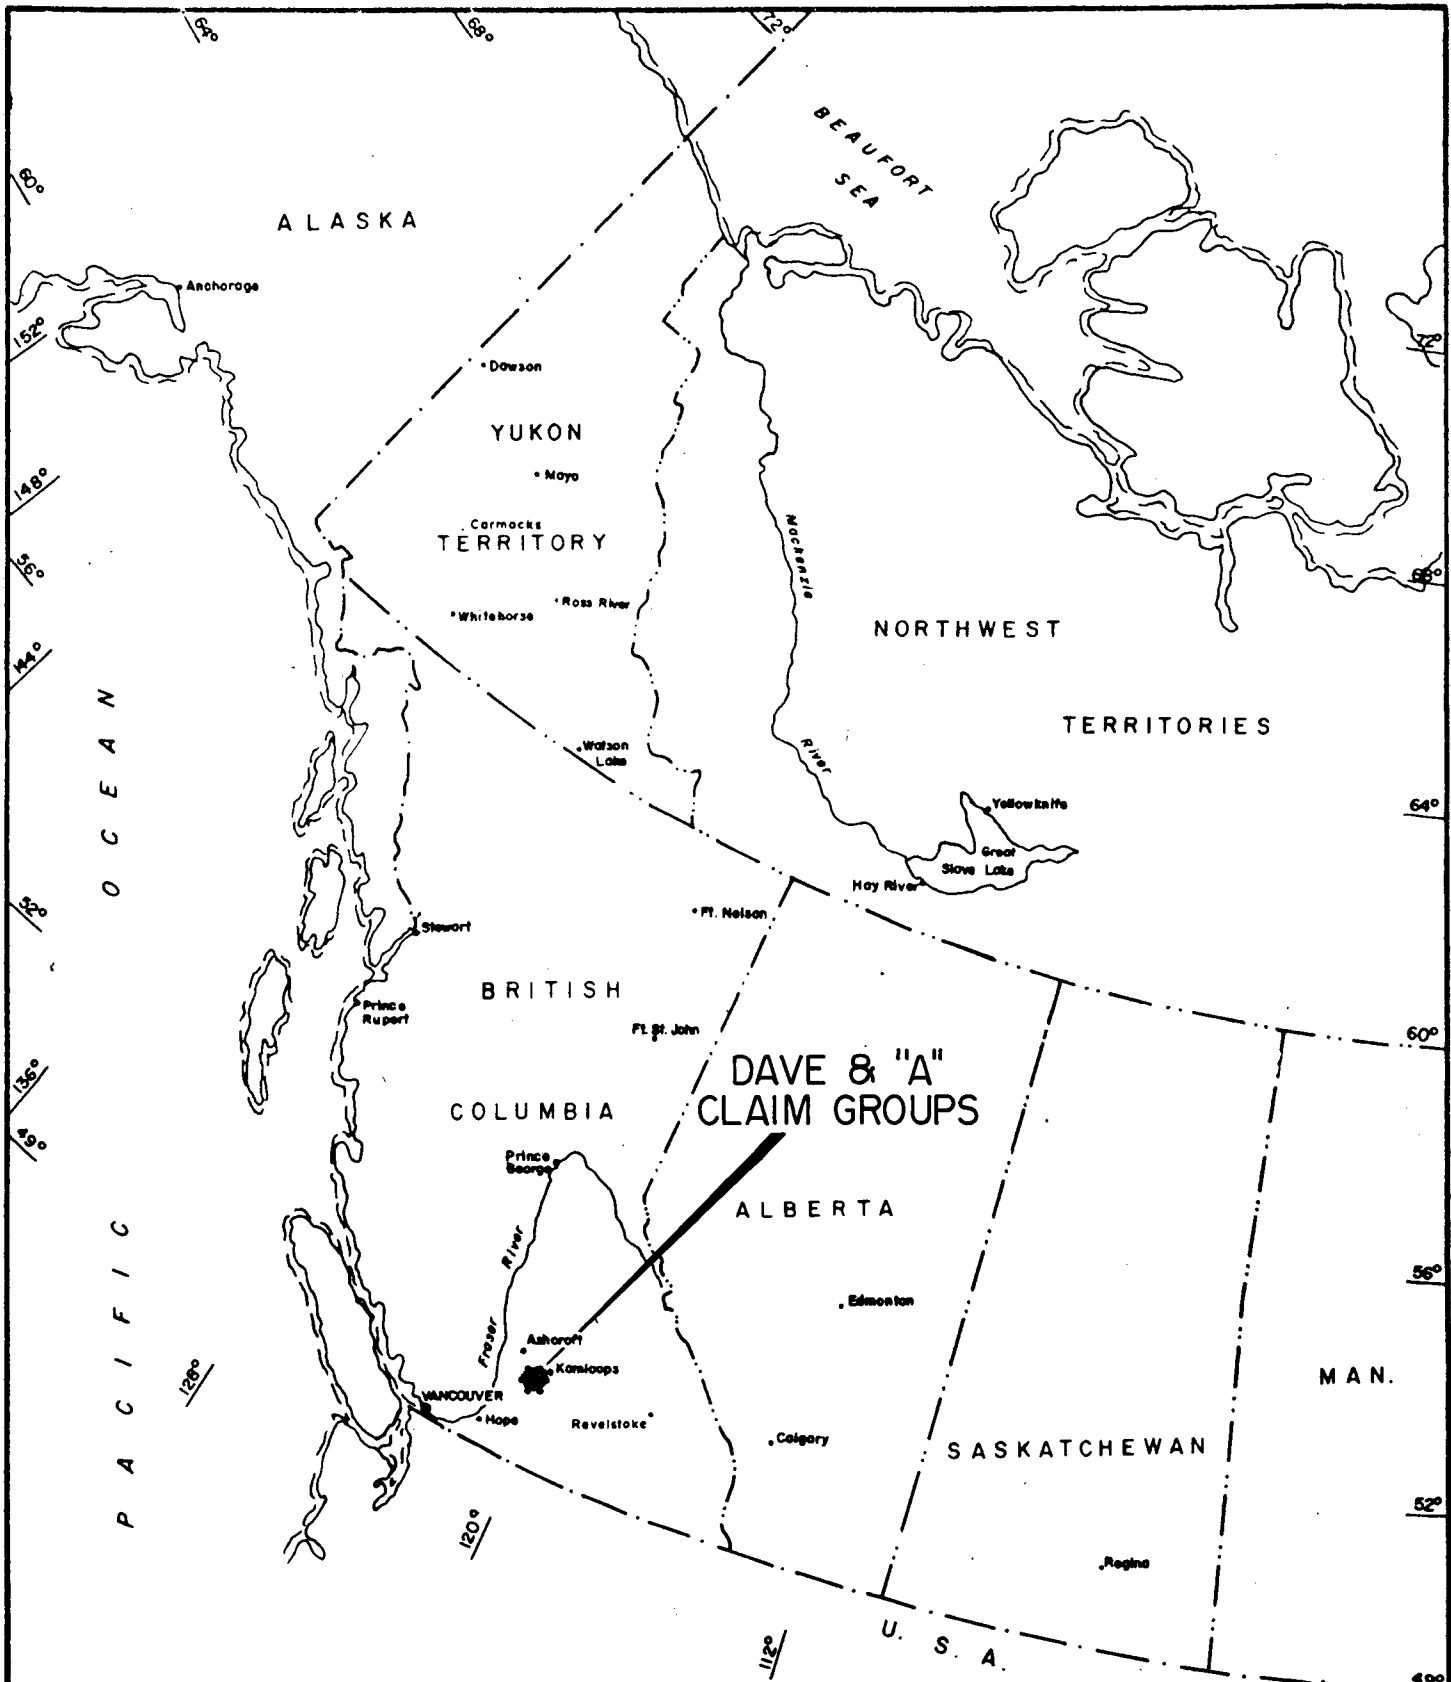 64°
68°
72°
BEAUFORT
SEA
60°
ALASKA
Anchorage
152°
72°
Dawson
YUKON
Mayo
148°
Carmacks
TERRITORY
Mackenzie
56°
68°
Ross River
Whitehorse
NORTHWEST
144°
TERRITORIES
Watson
Lake
River
Yellowknife
64°
Great
Slave Lake
Hay River
52°
Ft. Nelson
Stewart
BRITISH
Prince
Rupert
Ft. St. John
60°
DAVE & "A"
CLAIM GROUPS
136°
COLUMBIA
49°
Prince
George
ALBERTA
Fraser River
56°
Edmonton
Ashcroft
Kamloops
128°
MAN.
VANCOUVER
Hope
Revelstoke
Calgary
SASKATCHEWAN
PACIFIC OCEAN
52°
120°
Regina
U. S. A.
112°
49°